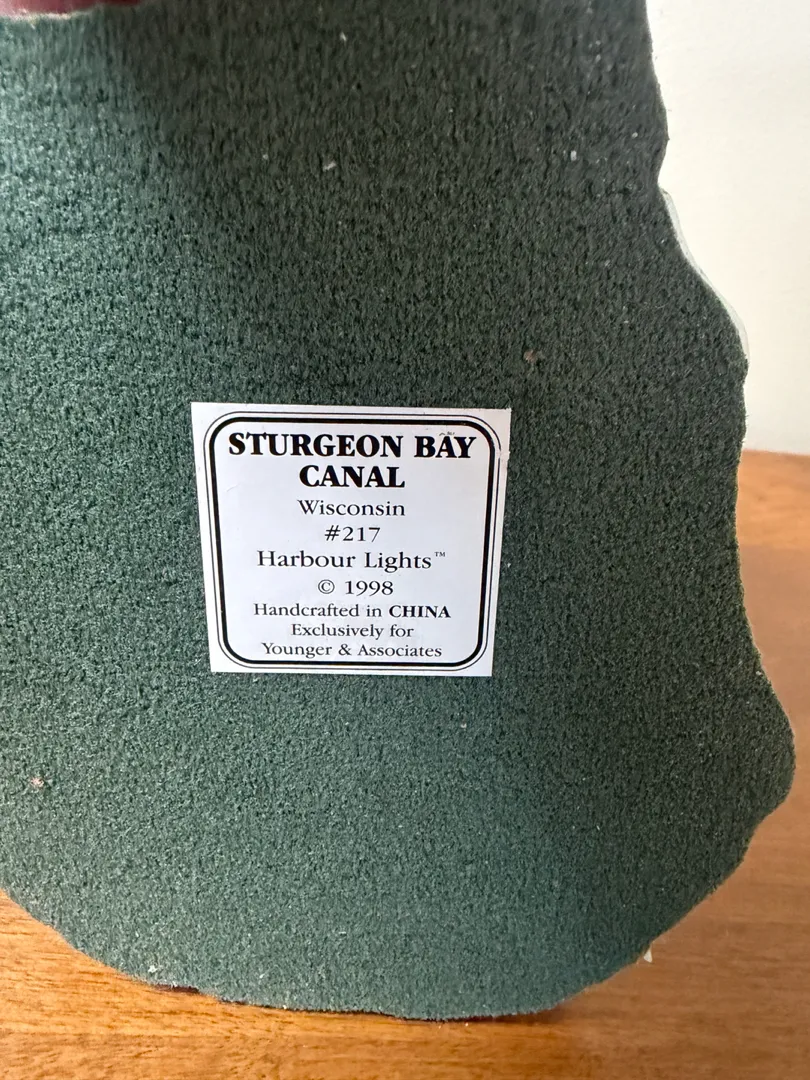 STURGEON BAY
CANAL
Wisconsin
#217
Harbour Lights™
© 1998
Handcrafted in CHINA
Exclusively for
Younger & Associates